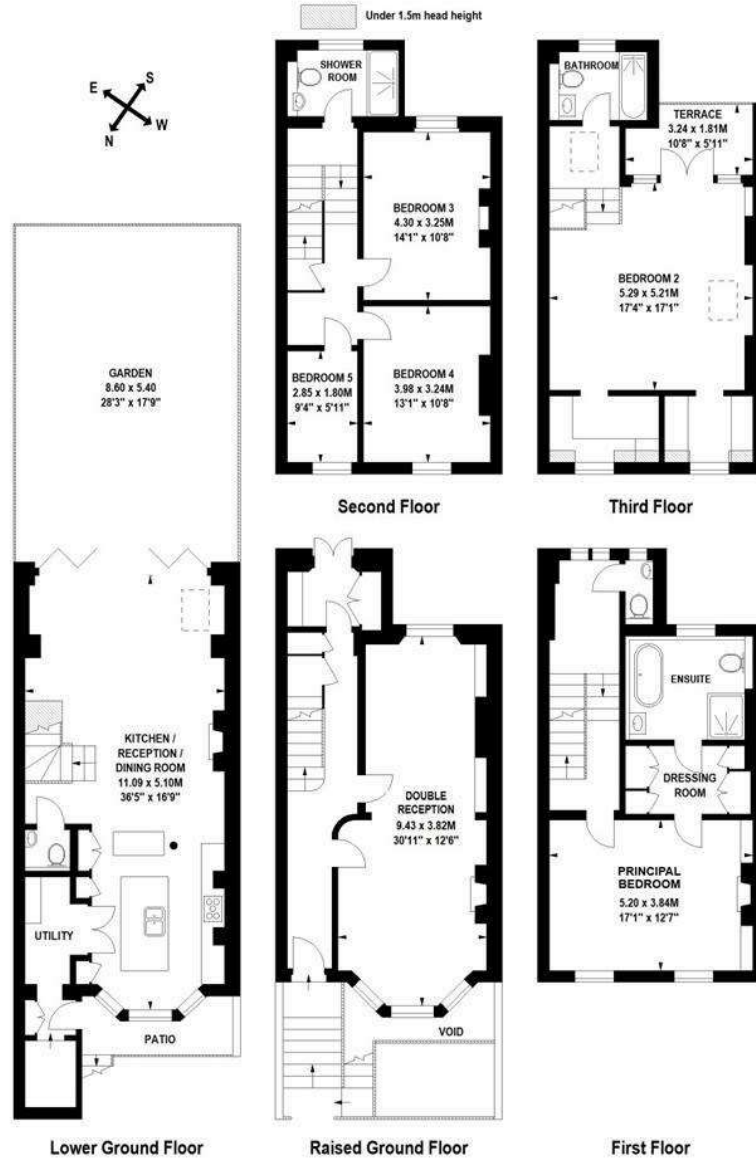 Under 1.5m head height
E
S
N
W
SHOWER
ROOM
BEDROOM 3
4.30 x 3.25M
14'1" x 10'8"
BEDROOM 5
2.85 x 1.80M
9'4" x 5'11"
BEDROOM 4
3.98 x 3.24M
13'1" x 10'8"
Second Floor
BATHROOM
TERRACE
3.24 x 1.81M
10'8" x 5'11"
BEDROOM 2
5.29 x 5.21M
17'4" x 17'1"
Third Floor
GARDEN
8.60 x 5.40
28'3" x 17'9"
KITCHEN /
RECEPTION /
DINING ROOM
11.09 x 5.10M
36'5" x 16'9"
UTILITY
PATIO
Lower Ground Floor
DOUBLE
RECEPTION
9.43 x 3.82M
30'11" x 12'6"
VOID
Raised Ground Floor
ENSUITE
DRESSING
ROOM
PRINCIPAL
BEDROOM
5.20 x 3.84M
17'1" x 12'7"
First Floor